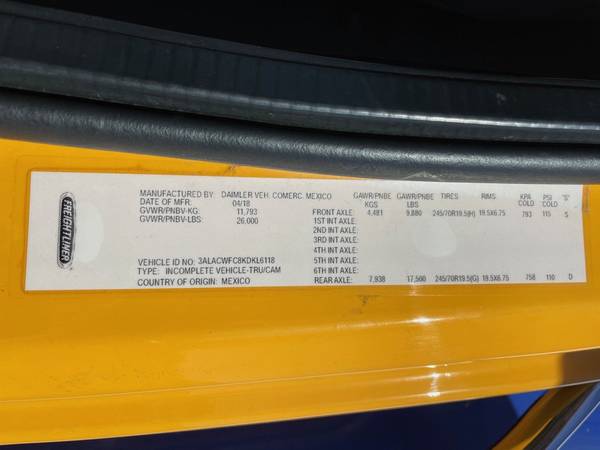 FREIGHTLINER
MANUFACTURED BY: DAIMLER VEH. COMERC. MEXICO
DATE OF MFR: 04/18
GVWR/PNBV-KG: 11,793
GVWR/PNBV-LBS: 26,000
VEHICLE ID NO.: 3ALACWFC8KDKL6118
TYPE: INCOMPLETE VEHICLE-TRU/CAM
COUNTRY OF ORIGIN: MEXICO
GAWR/PNBE KGS GAWR/PNBE LBS TIRES RIMS KPA COLD PSI COLD "S"
FRONT AXLE: 4,481 9,880 245/70R19.5(H) 19.5X6.75 793 115 S
1ST INT AXLE:
2ND INT AXLE:
3RD INT AXLE:
4TH INT AXLE:
5TH INT AXLE:
6TH INT AXLE:
REAR AXLE: 7,938 17,500 245/70R19.5(G) 19.5X6.75 758 110 D